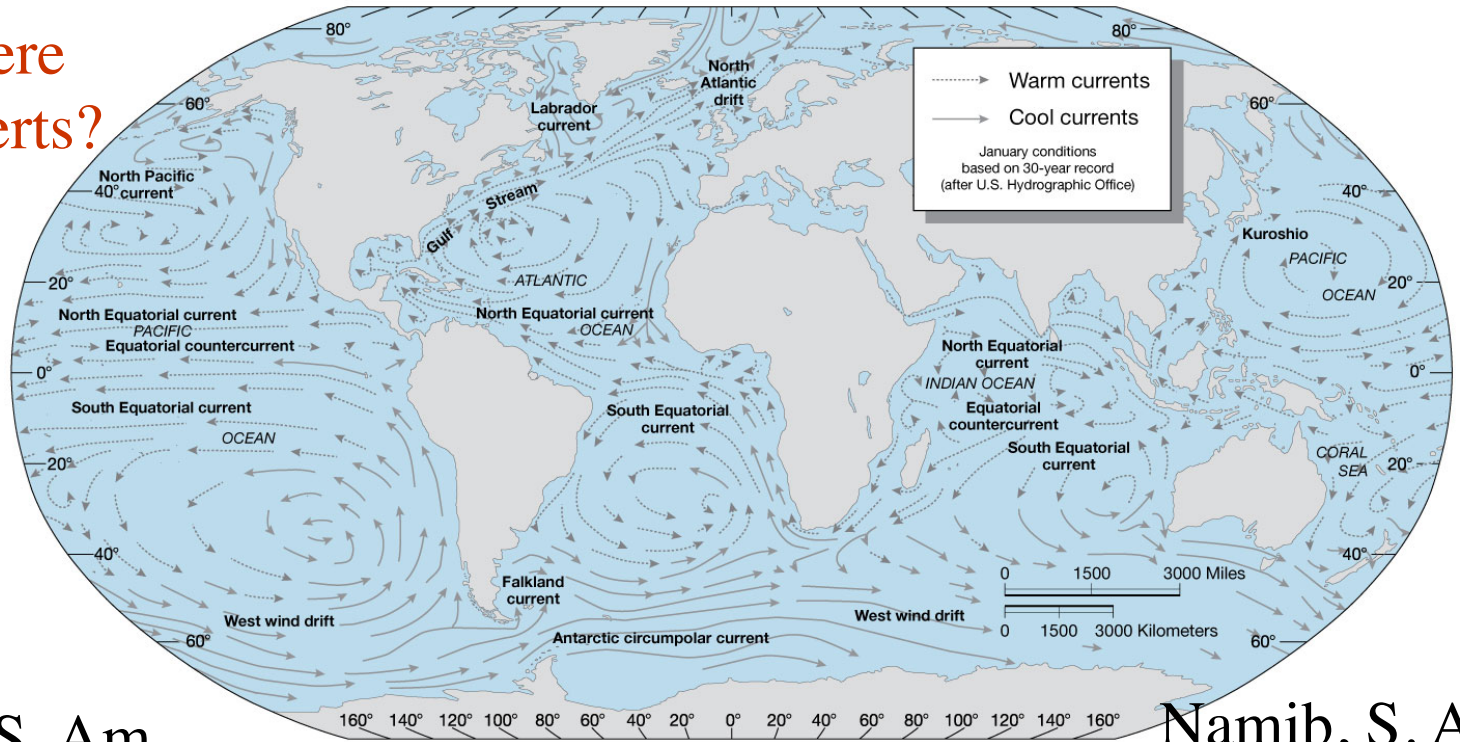 ere
erts?
80°
80°
North
Atlantic
drift
Warm currents
Cool currents
January conditions
based on 30-year record
(after U.S. Hydrographic Office)
60°
60°
Labrador
current
North Pacific
current
40°
40°
Gulf Stream
Kuroshio
PACIFIC
OCEAN
ATLANTIC
OCEAN
20°
20°
North Equatorial current
PACIFIC
Equatorial countercurrent
North Equatorial current
North Equatorial
current
INDIAN OCEAN
Equatorial
countercurrent
0°
0°
South Equatorial current
OCEAN
South Equatorial
current
South Equatorial
current
CORAL
SEA
20°
20°
40°
40°
Falkland
current
0 1500 3000 Miles
0 1500 3000 Kilometers
West wind drift
West wind drift
Antarctic circumpolar current
60°
60°
160° 140° 120° 100° 80° 60° 40° 20° 0° 20° 40° 60° 80° 100° 120° 140° 160°
S. Am
Namib, S. A